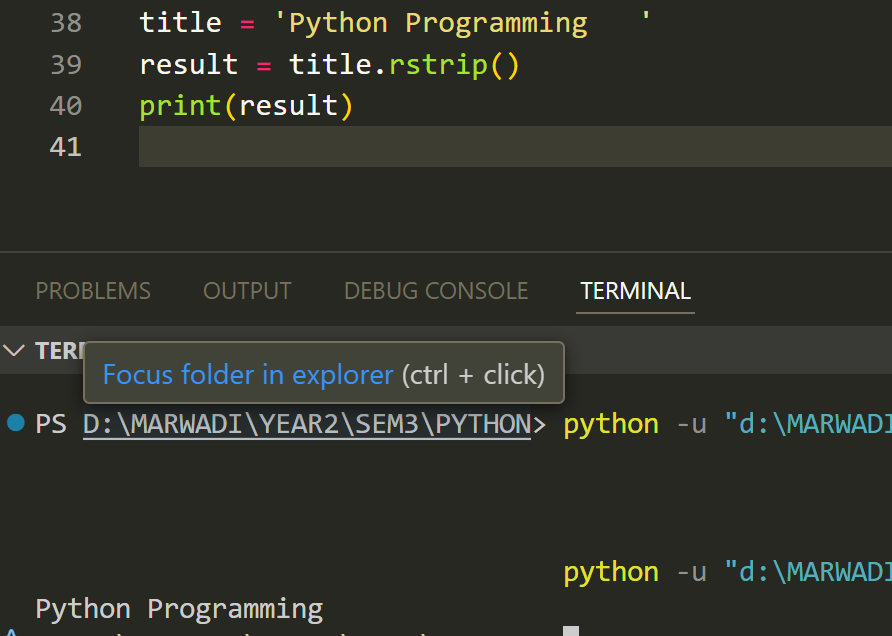 38 title = 'Python Programming   '
39 result = title.rstrip()
40 print(result)
41
PROBLEMS OUTPUT DEBUG CONSOLE TERMINAL
Focus folder in explorer (ctrl + click)
PS D:\MARWADI\YEAR2\SEM3\PYTHON> python -u "d:\MARWADI
python -u "d:\MARWADI
Python Programming